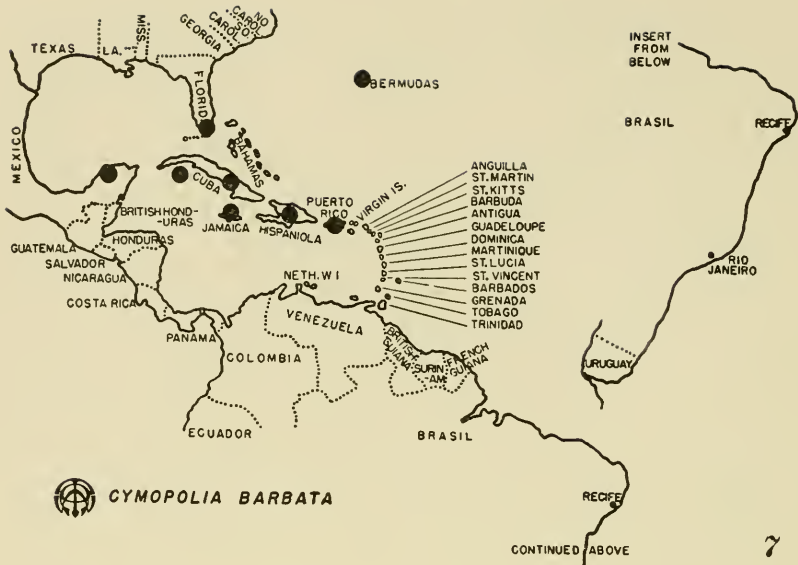 NO.
CAROL.
SO.
CAROL.
GEORGIA
MISS.
LA.
TEXAS
FLORID
MEXICO
BERMUDAS
BAHAMAS
CUBA
JAMAICA
HISPANIOLA
PUERTO
RICO
VIRGIN IS.
BRITISH HOND-
-URAS
GUATEMALA
HONDURAS
SALVADOR
NICARAGUA
COSTA RICA
PANAMA
NETH. W I
VENEZUELA
COLOMBIA
ECUADOR
BRITISH
GUIANA
SURIN-
AM
FRENCH
GUIANA
BRASIL
ANGUILLA
ST. MARTIN
ST. KITTS
BARBUDA
ANTIGUA
GUADELOUPE
DOMINICA
MARTINIQUE
ST. LUCIA
ST. VINCENT
BARBADOS
GRENADA
TOBAGO
TRINIDAD
INSERT
FROM
BELOW
BRASIL
RECIFE
RIO
JANEIRO
URUGUAY
RECIFE
CONTINUED ABOVE
CYMOPOLIA BARBATA
7